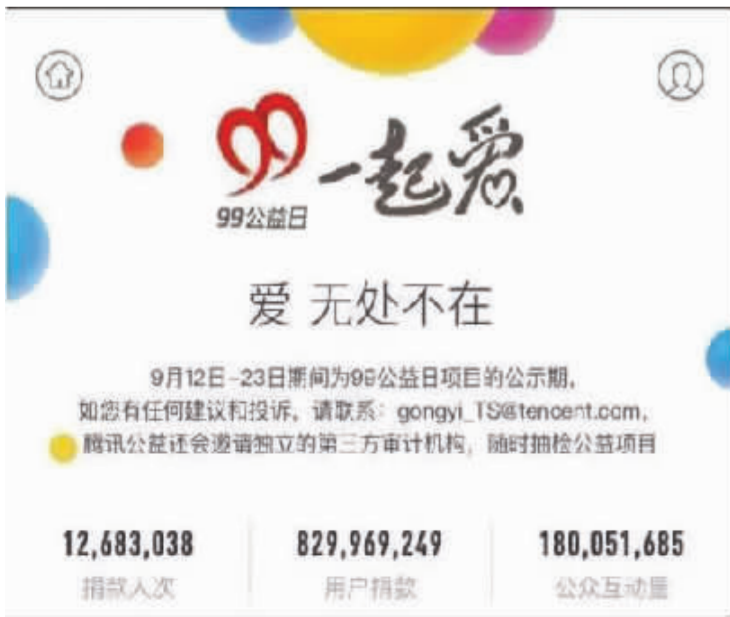 99公益日
一起爱
爱 无处不在
9月12日-23日期间为99公益日项目的公示期,
如您有任何建议和投诉, 请联系: gongyi_TS@tencent.com,
腾讯公益还会邀请独立的第三方审计机构, 随时抽检公益项目
12,683,038 829,969,249 180,051,685
捐款人次 用户捐款 公众互动量